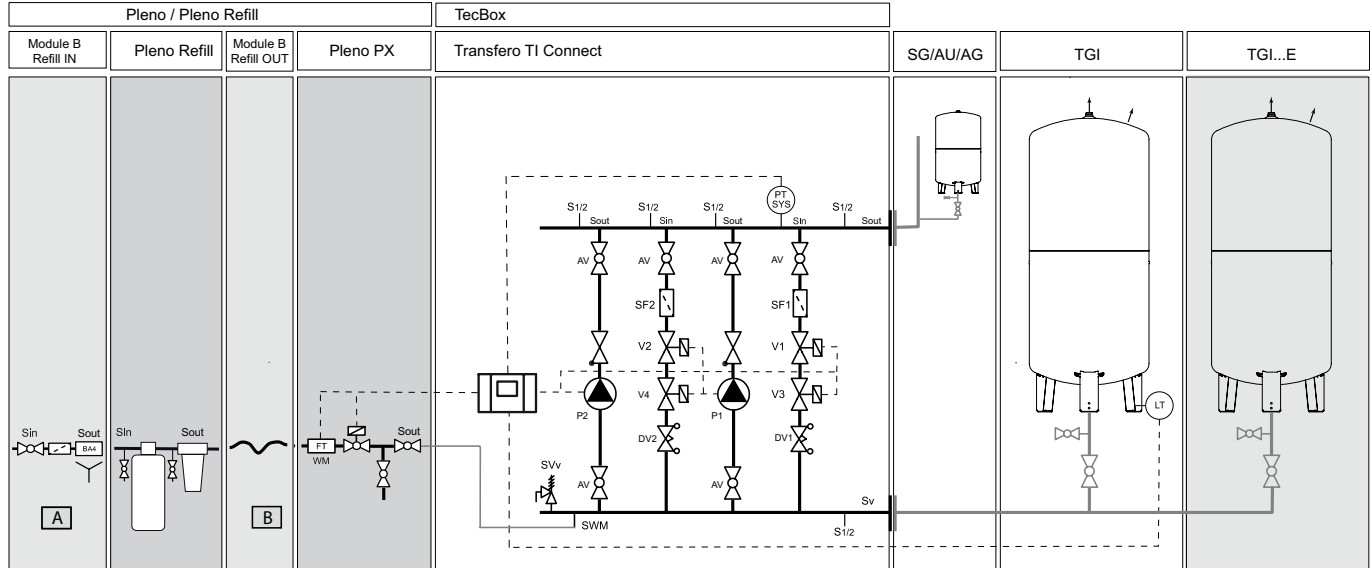 Pleno / Pleno Refill
TecBox
Module B
Refill IN
Pleno Refill
Module B
Refill OUT
Pleno PX
Transfero TI Connect
SG/AU/AG
TGI
TGI...E
PT
SYS
S1/2
S1/2
S1/2
S1/2
Sout
Sin
Sout
SIn
Sout
AV
AV
AV
AV
SF2
SF1
V2
V1
V4
V3
P2
P1
LT
DV2
DV1
Sin
Sout
SIn
Sout
Sout
BA4
FT
WM
SVv
AV
AV
Sv
A
B
SWM
S1/2